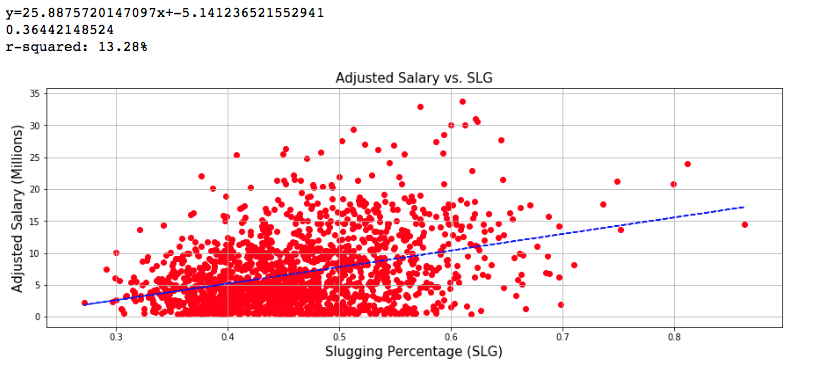 y=25.8875720147097x+-5.141236521552941
0.36442148524
r-squared: 13.28%
Adjusted Salary vs. SLG
Adjusted Salary (Millions)
35
30
25
20
15
10
5
0
0.3 0.4 0.5 0.6 0.7 0.8
Slugging Percentage (SLG)